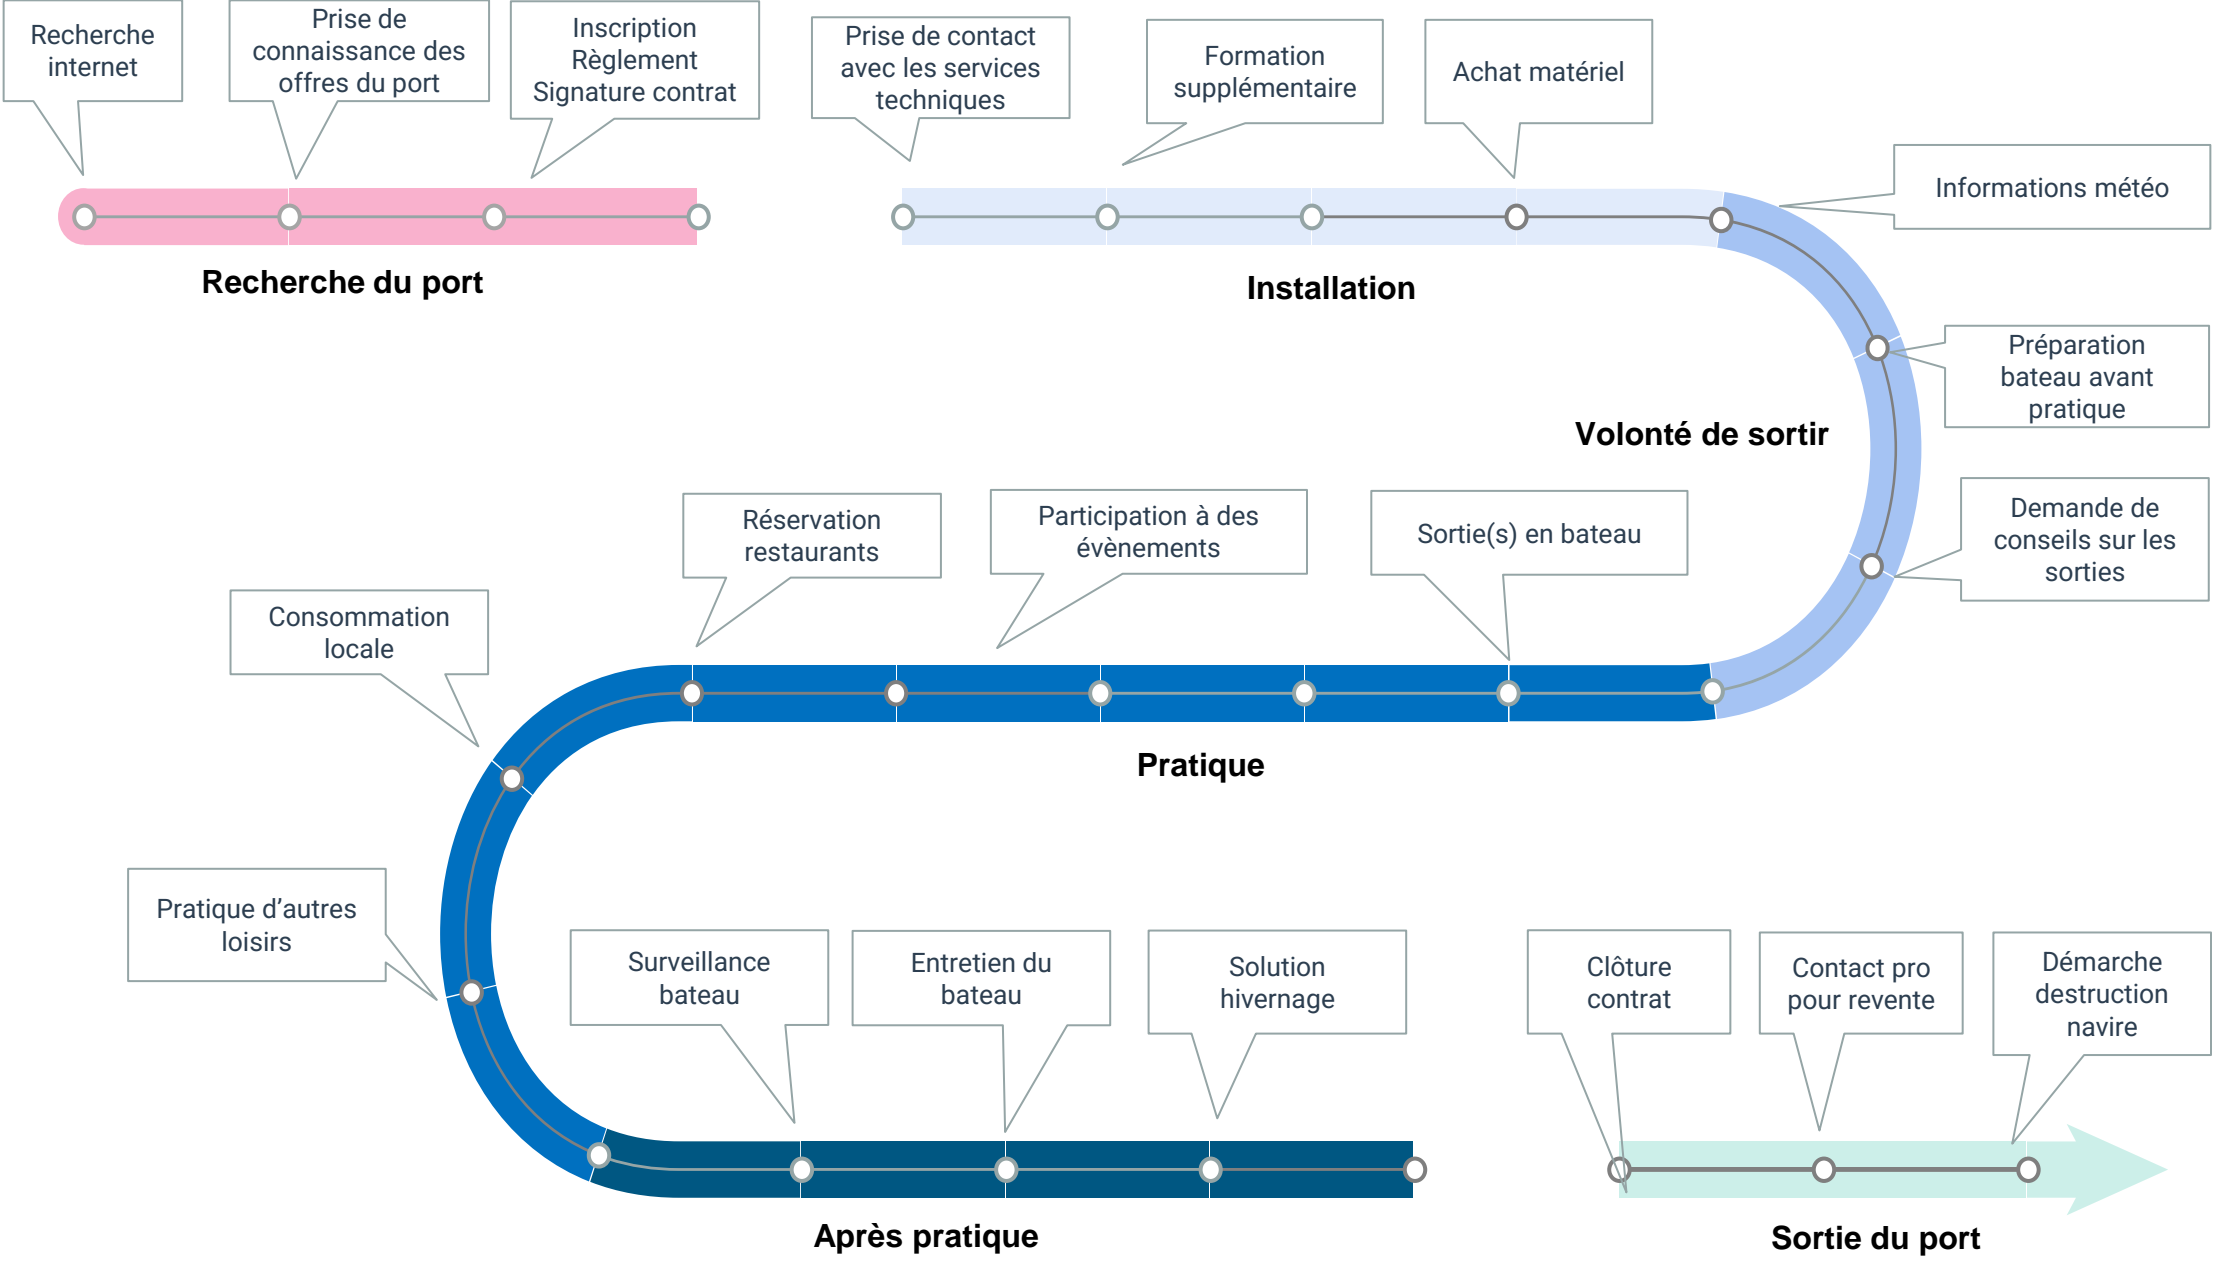 Recherche
internet
Prise de
connaissance des
offres du port
Inscription
Règlement
Signature contrat
Recherche du port
Prise de contact
avec les services
techniques
Formation
supplémentaire
Achat matériel
Installation
Informations météo
Préparation
bateau avant
pratique
Demande de
conseils sur les
sorties
Volonté de sortir
Sortie(s) en bateau
Participation à des
évènements
Réservation
restaurants
Consommation
locale
Pratique d’autres
loisirs
Pratique
Surveillance
bateau
Entretien du
bateau
Solution
hivernage
Après pratique
Clôture
contrat
Contact pro
pour revente
Démarche
destruction
navire
Sortie du port